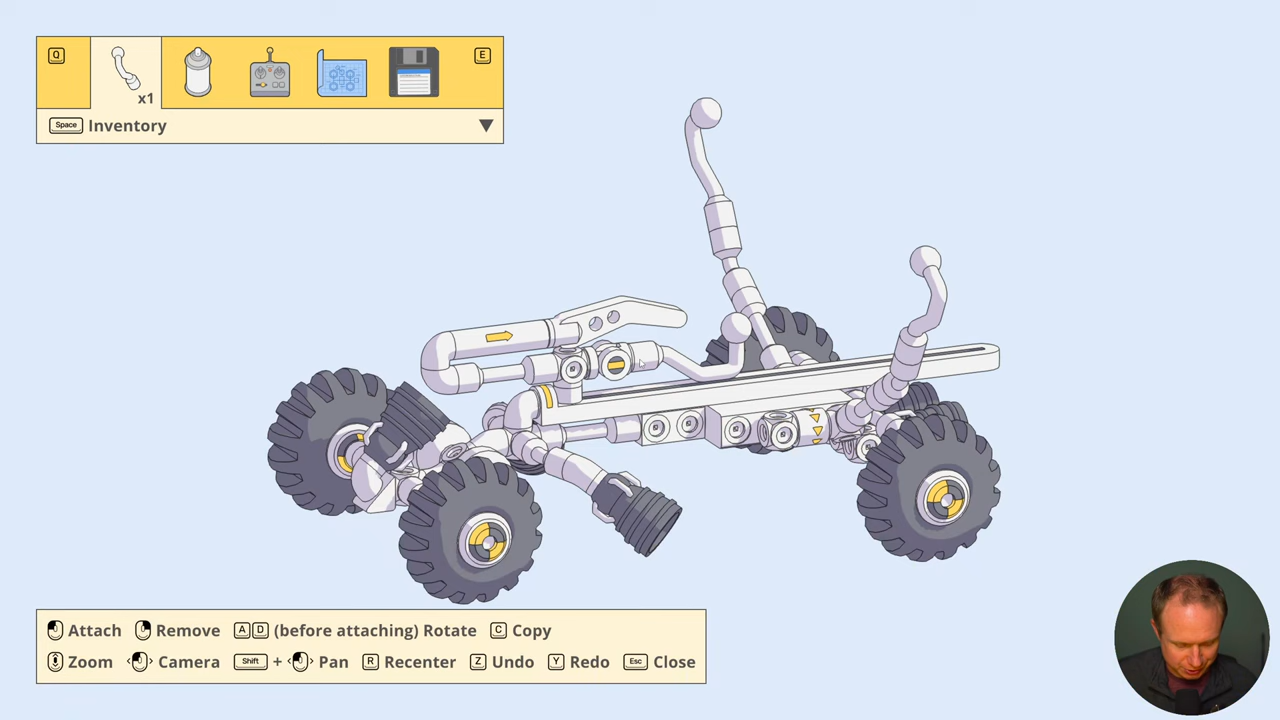 Q
E
x1
Space Inventory
Attach Remove A D (before attaching) Rotate C Copy
Zoom Camera Shift + Pan R Recenter Z Undo Y Redo Esc Close